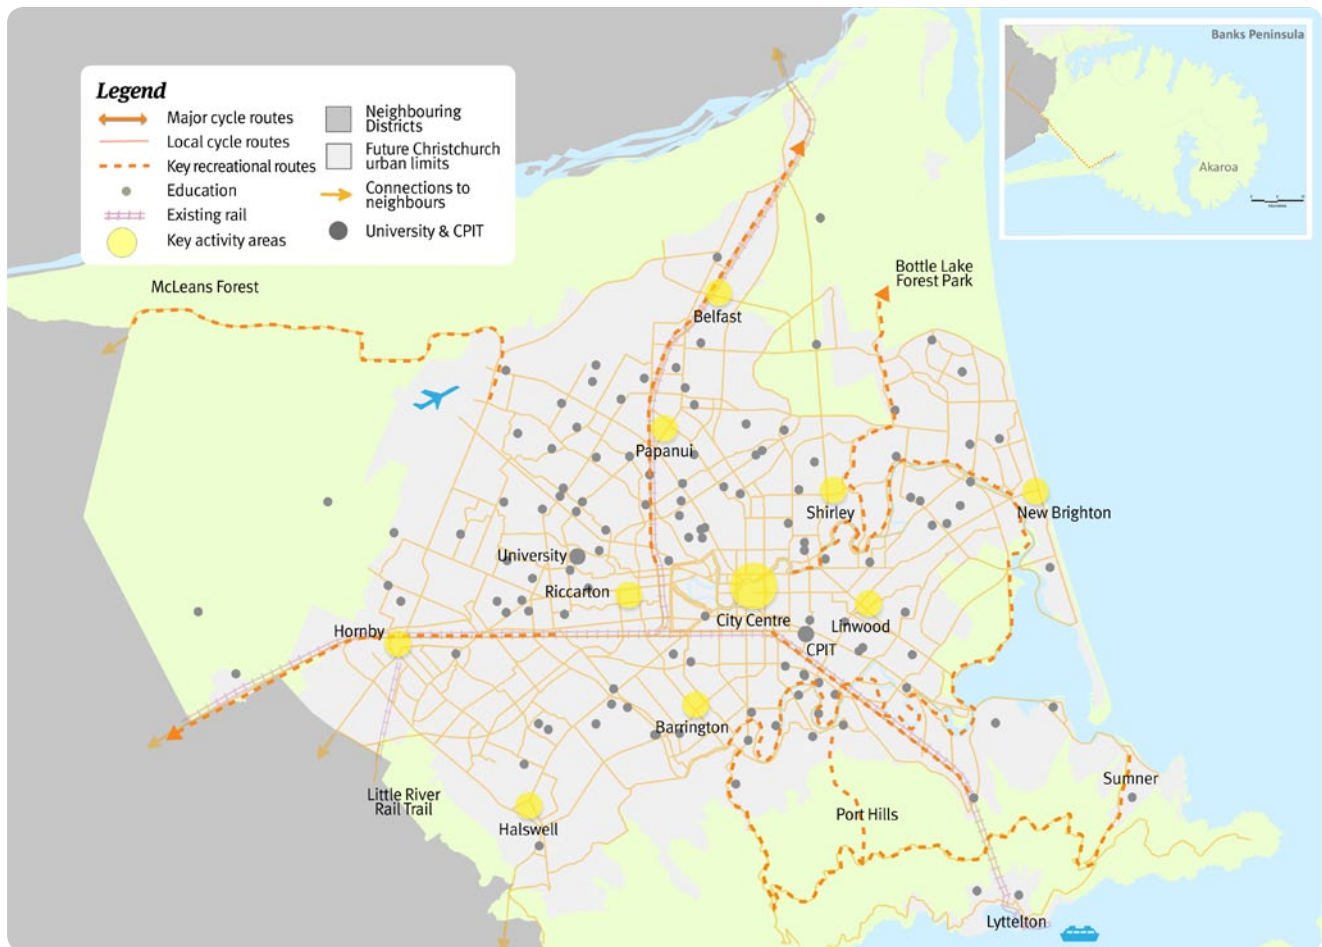 Legend
Major cycle routes
Local cycle routes
Key recreational routes
Education
Existing rail
Key activity areas
Neighbouring
Districts
Future Christchurch
urban limits
Connections to
neighbours
University & CPIT
Banks Peninsula
Akaroa
McLeans Forest
Bottle Lake
Forest Park
Belfast
Papanui
Shirley
New Brighton
University
Riccarton
City Centre
Linwood
CPIT
Hornby
Barrington
Little River
Rail Trail
Halswell
Port Hills
Sumner
Lyttelton